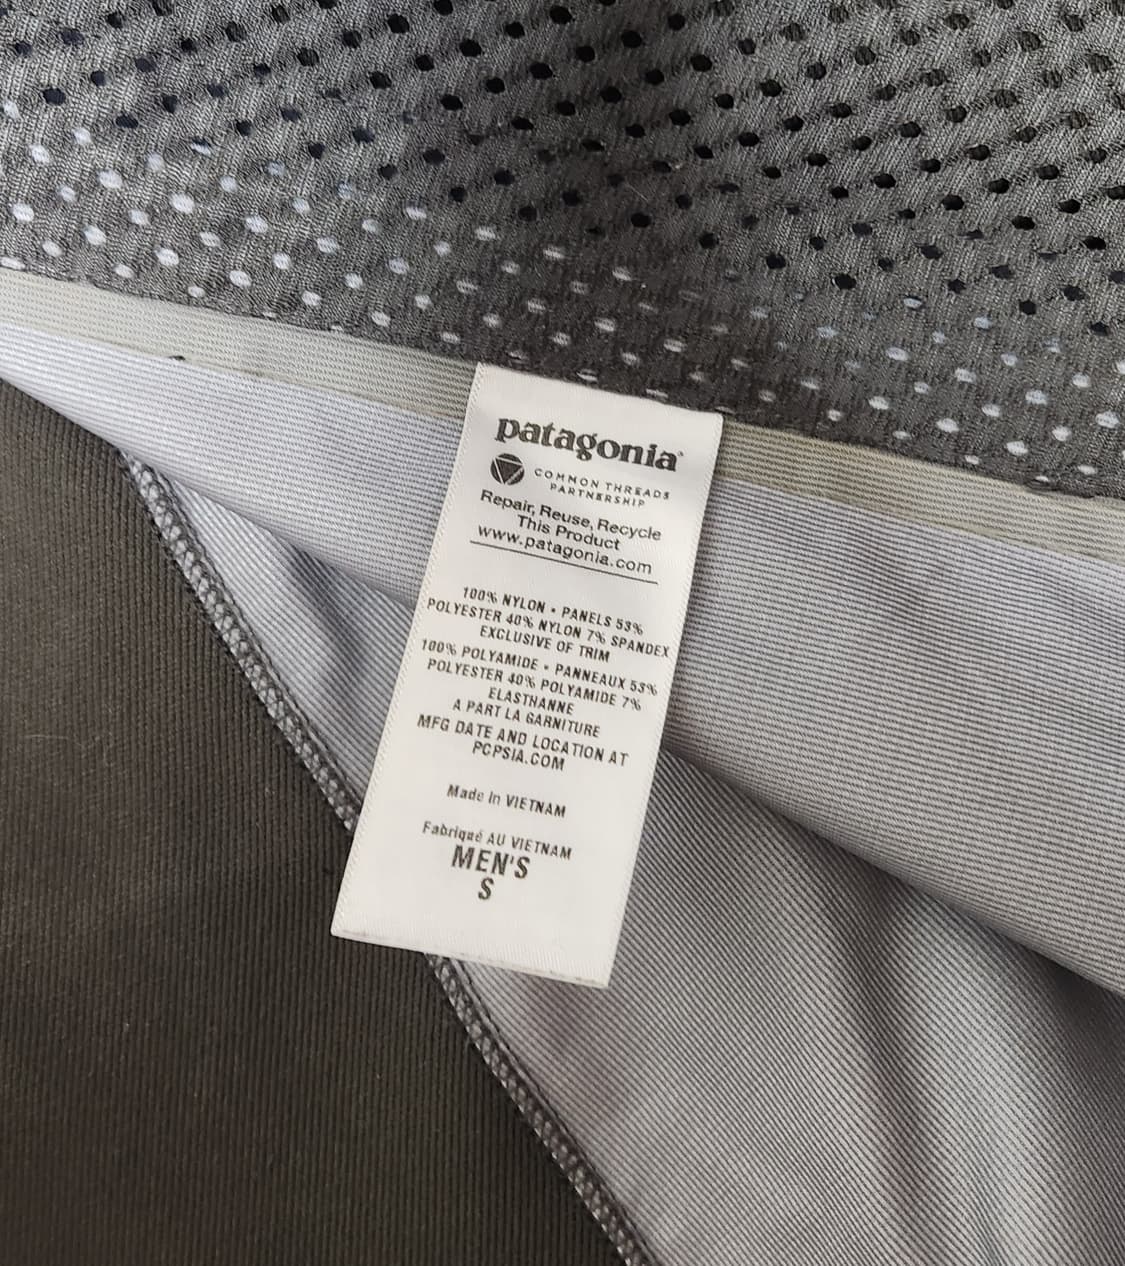 patagonia®
COMMON THREADS
PARTNERSHIP
Repair, Reuse, Recycle
This Product
www.patagonia.com
100% NYLON • PANELS 53%
POLYESTER 40% NYLON 7% SPANDEX
EXCLUSIVE OF TRIM
100% POLYAMIDE • PANNEAUX 53%
POLYESTER 40% POLYAMIDE 7%
ELASTHANNE
A PART LA GARNITURE
MFG DATE AND LOCATION AT
PCPSIA.COM
Made In VIETNAM
Fabriqué AU VIETNAM
MEN'S
S